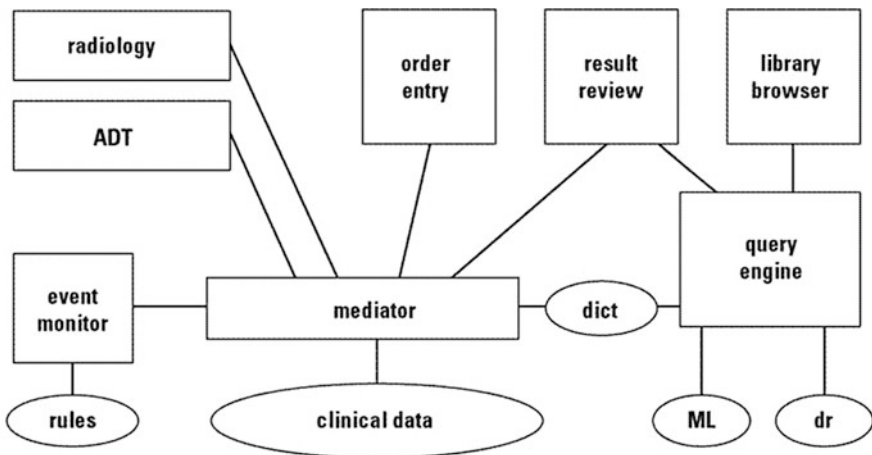 radiology
order
entry
result
review
library
browser
ADT
query
engine
event
monitor
mediator
dict
rules
clinical data
ML
dr